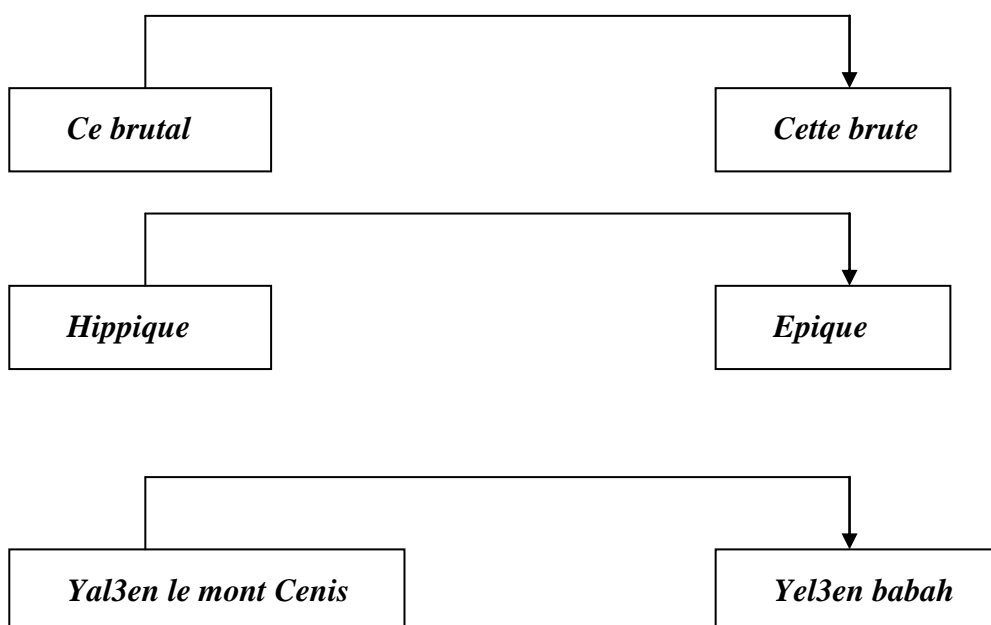 Ce brutal
Cette brute
Hippique
Epique
Yal3en le mont Cenis
Yel3en babah